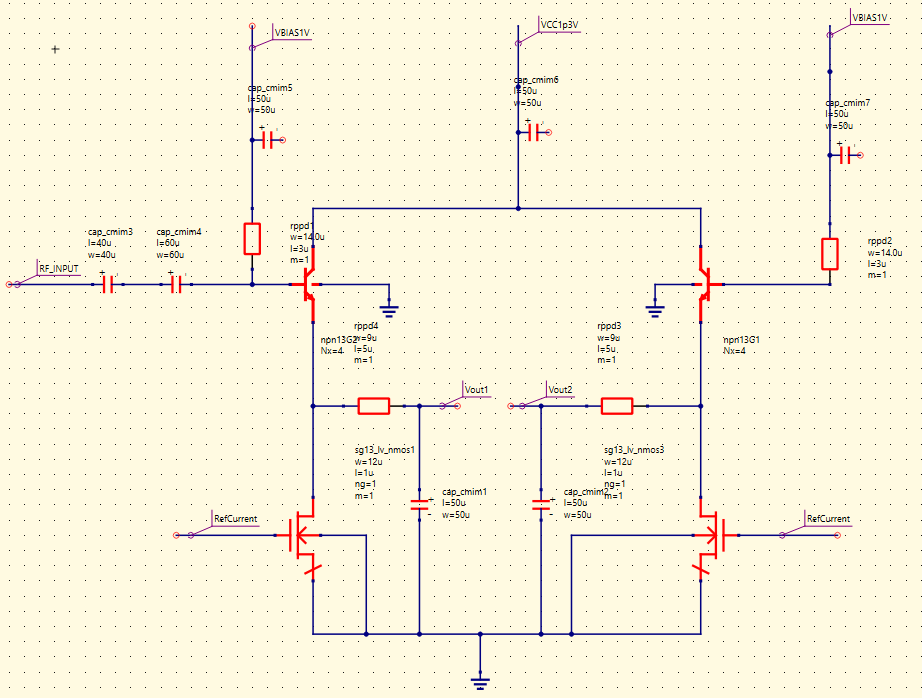 VBIAS1V
VCC1p3V
VBIAS1V
cap_cmim5
l=50u
w=50u
cap_cmim6
l=50u
w=50u
cap_cmim7
l=50u
w=50u
rppd1
w=14.0u
l=3u
m=1
cap_cmim3
l=40u
w=40u
cap_cmim4
l=60u
w=60u
rppd2
w=14.0u
l=3u
m=1
RF_INPUT
npn13G2
Nx=4
rppd4
w=9u
l=5u
m=1
rppd3
w=9u
l=5u
m=1
npn13G1
Nx=4
Vout1
Vout2
sg13_lv_nmos1
w=12u
l=1u
ng=1
m=1
sg13_lv_nmos3
w=12u
l=1u
ng=1
m=1
cap_cmim1
l=50u
w=50u
cap_cmim2
l=50u
w=50u
RefCurrent
RefCurrent